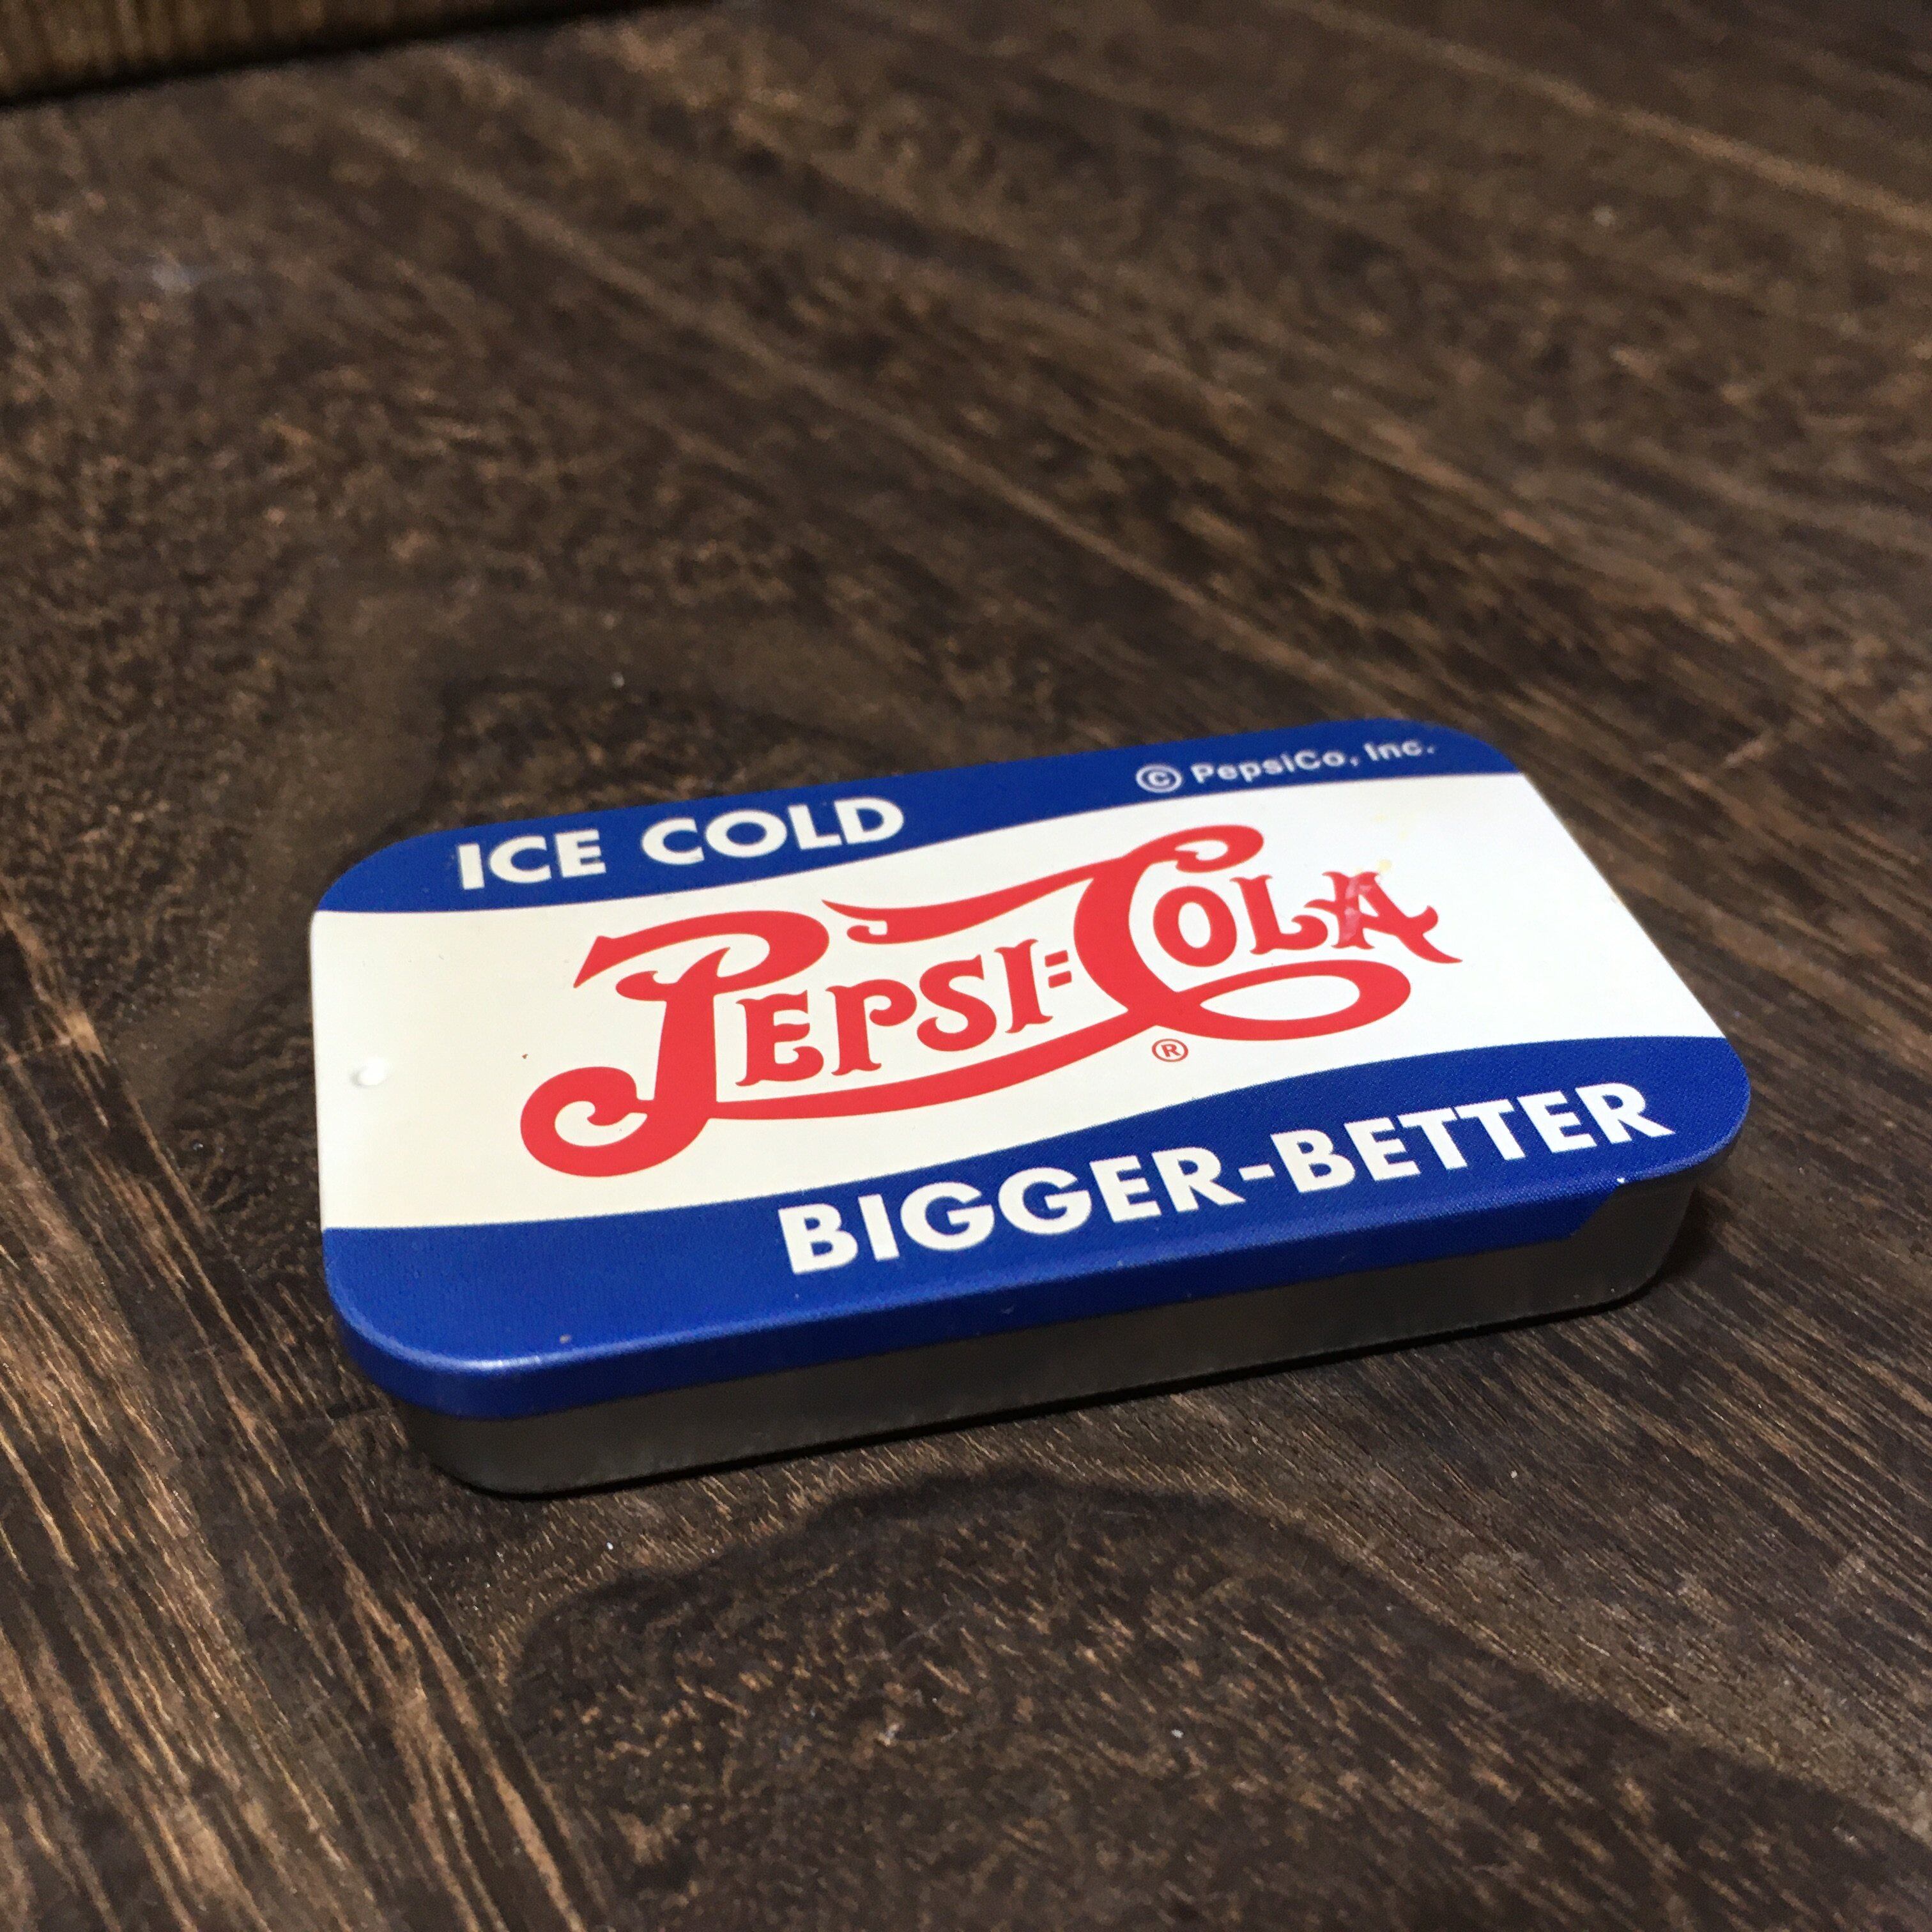 ICE COLD
© PepsiCo, Inc.
PEPSI=COLA
®
BIGGER-BETTER